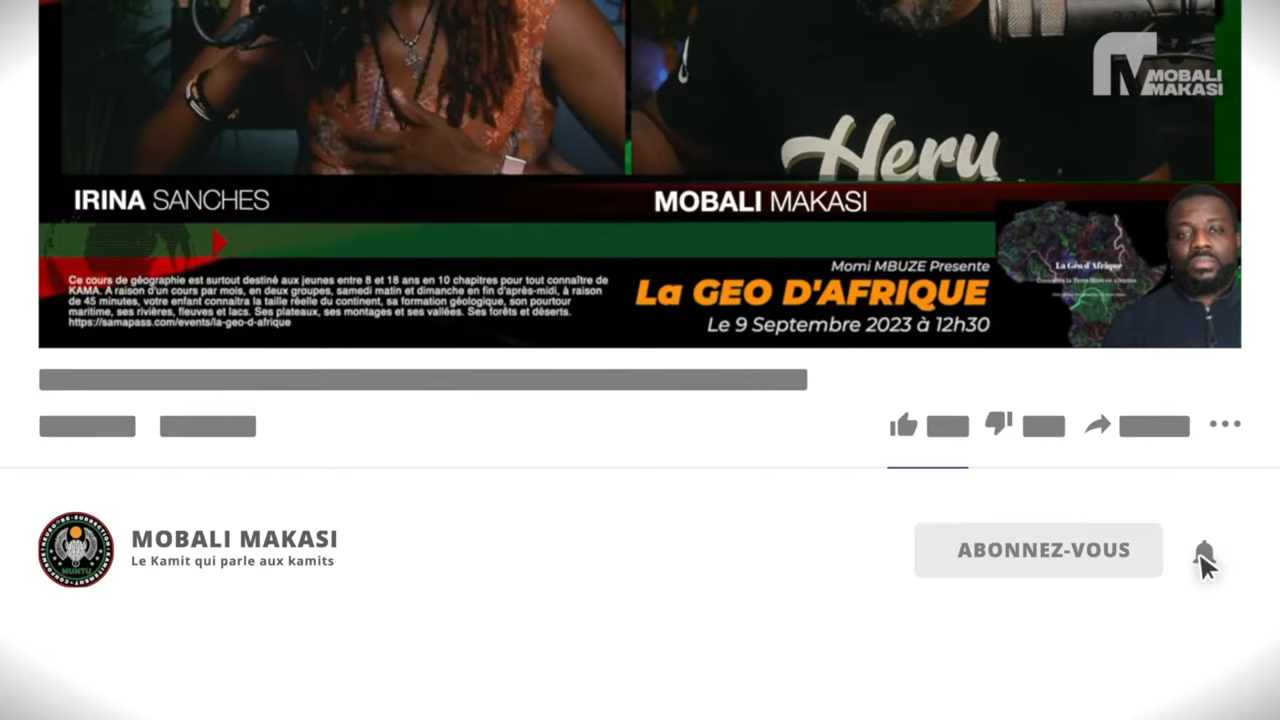 MOBALI
MAKASI
Heru
IRINA SANCHES
MOBALI MAKASI
Ce cours de géographie est surtout destiné aux jeunes entre 8 et 18 ans en 10 chapitres pour tout connaître de
KAMA. A raison d'un cours par mois, en deux groupes, samedi matin et dimanche en fin d'après-midi, à raison
de 45 minutes, votre enfant connaitra la taille réelle du continent, sa formation géologique, son pourtour
maritime, ses rivières, fleuves et lacs. Ses plateaux, ses montages et ses vallées. Ses forêts et déserts.
https://samapass.com/events/la-geo-d-afrique
Momi MBUZE Presente
La GEO D'AFRIQUE
Le 9 Septembre 2023 à 12h30
La Géo d'Afrique
MOBALI MAKASI
Le Kamit qui parle aux kamits
MUNTU
ABONNEZ-VOUS